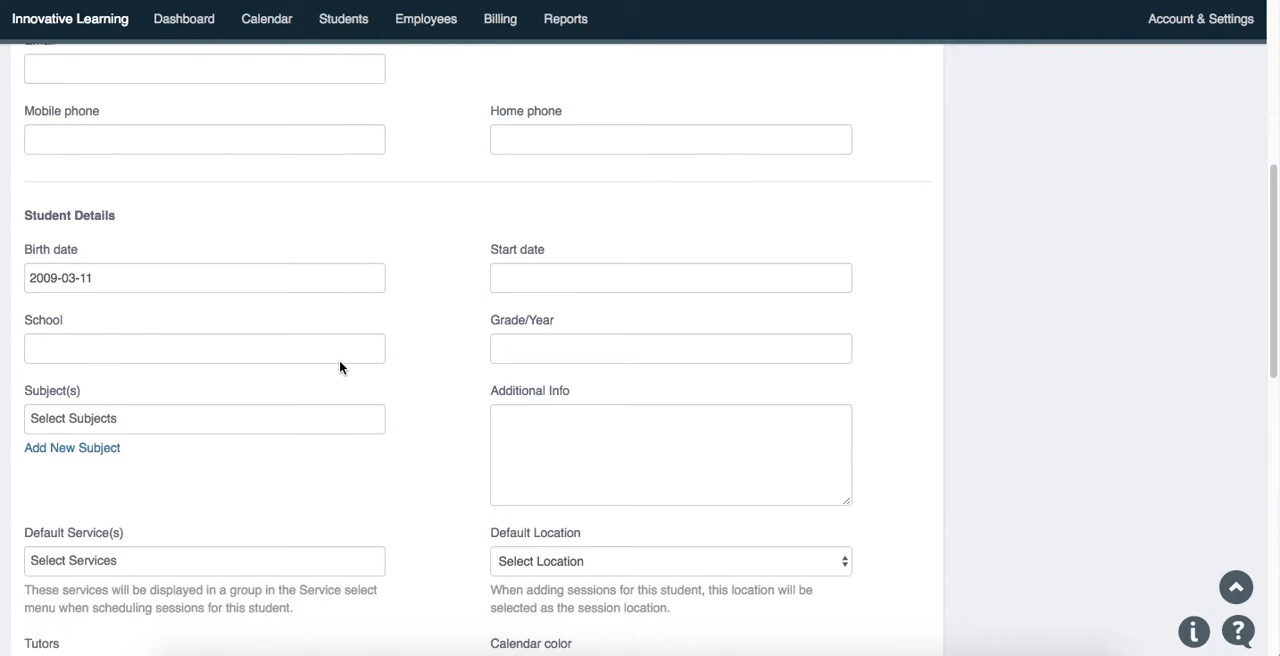 Innovative Learning Dashboard Calendar Students Employees Billing Reports Account & Settings
Mobile phone Home phone
Student Details
Birth date Start date
2009-03-11
School Grade/Year
Subject(s) Additional Info
Select Subjects
Add New Subject
Default Service(s) Default Location
Select Services Select Location
These services will be displayed in a group in the Service select When adding sessions for this student, this location will be
menu when scheduling sessions for this student. selected as the session location.
Tutors Calendar color